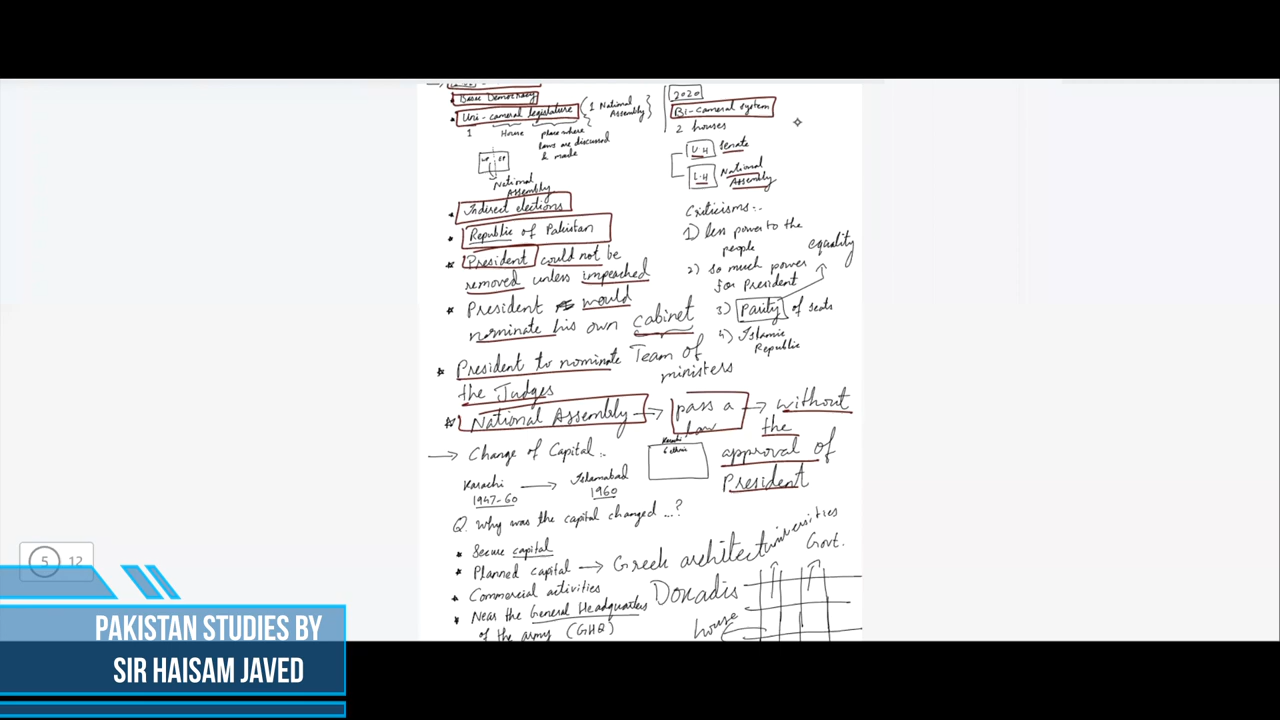 Basic Democracy
Uni-cameral legislature (1 National Assembly)
1 House place where
laws are discussed
& made
WP EP
National
Assembly
Indirect elections
Republic of Pakistan
President could not be
removed unless impeached
President would
nominate his own cabinet
Team of
ministers
President to nominate
the Judges
National Assembly → pass a law → without
the
approval of
President
2020
Bi-cameral system
2 houses
U.H Senate
L.H National
Assembly
Criticisms:-
1) less power to the
people
2) so much power
for President
equality
3) Parity of seats
4) Islamic
Republic
→ Change of Capital:-
Karachi → Islamabad
1947-60 1960
Karachi
Q. Why was the capital changed ...?
Secure capital
Planned capital → Greek architect
Donadis
Commercial activities
Near the General Headquarters
of the army (GHQ)
universities
Govt.
house
5 12
PAKISTAN STUDIES BY
SIR HAISAM JAVED